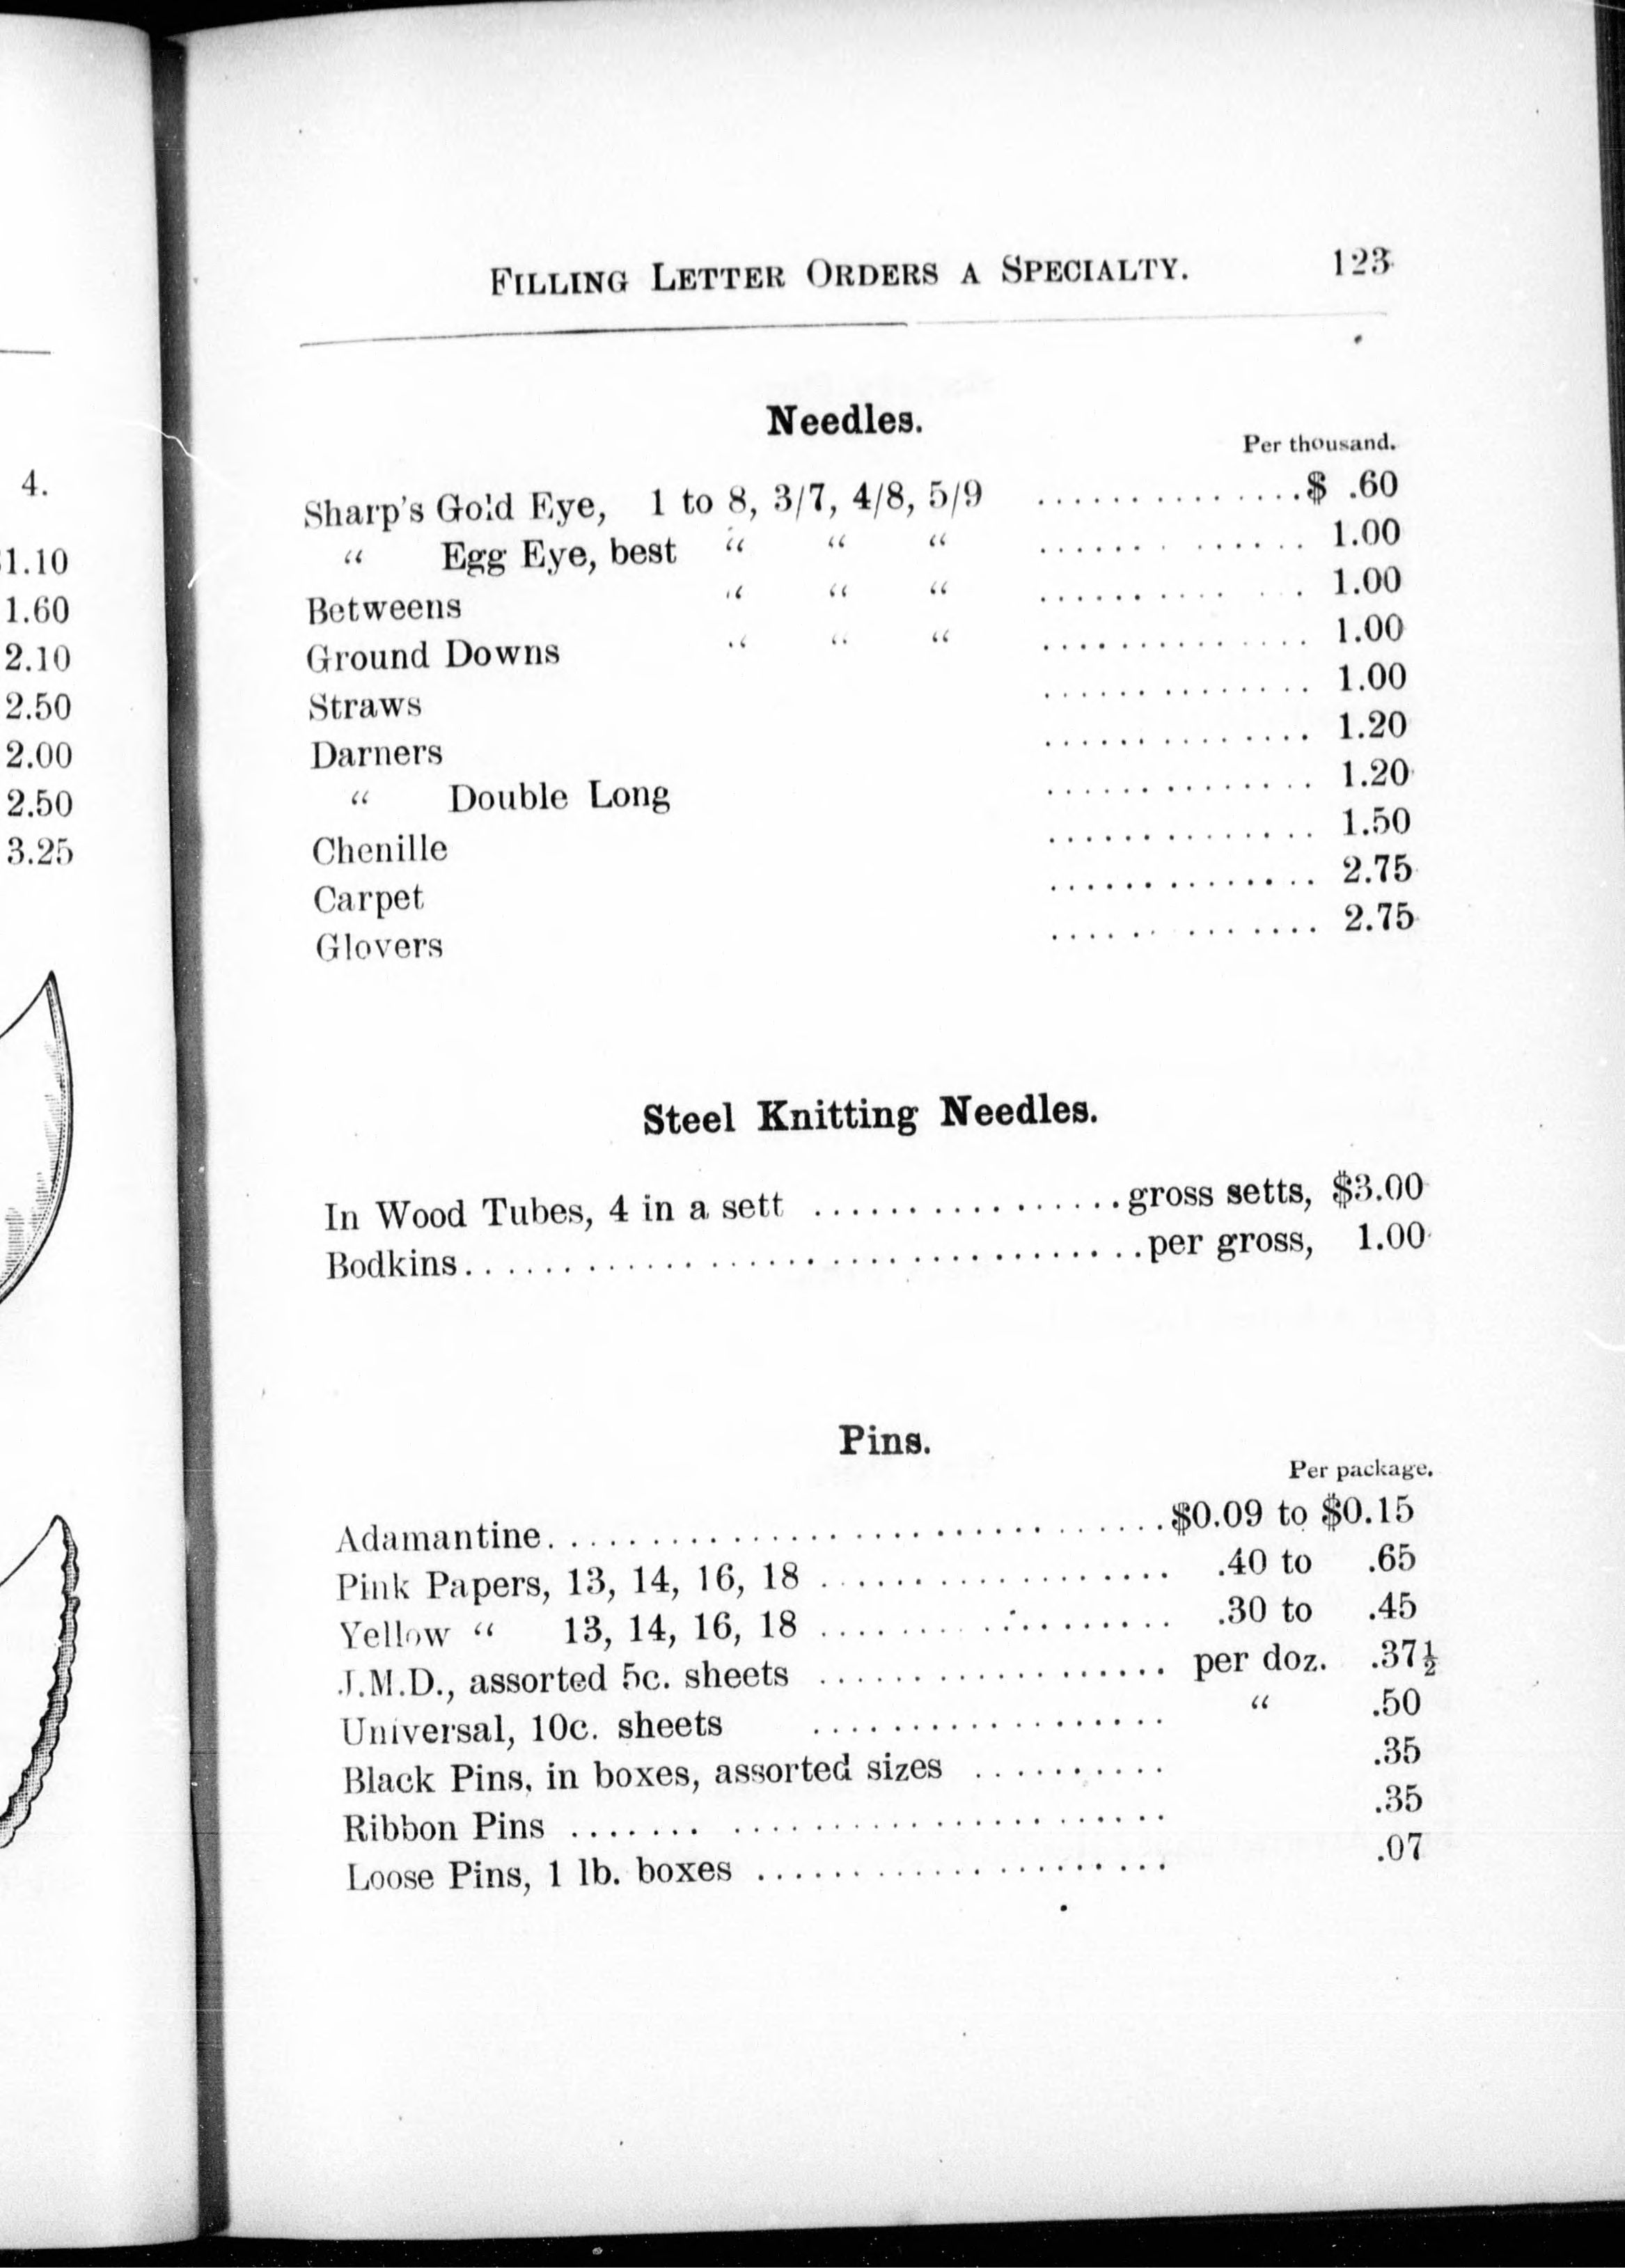 4.
1.10
1.60
2.10
2.50
2.00
2.50
3.25
FILLING LETTER ORDERS A SPECIALTY. 123
Needles.
Per thousand.
Sharp's Gold Eye, 1 to 8, 3/7, 4/8, 5/9 ..............$ .60
“ Egg Eye, best “ “ “ ............. 1.00
Betweens “ “ “ ............. 1.00
Ground Downs “ “ “ .............. 1.00
Straws .............. 1.00
Darners .............. 1.20
“ Double Long .............. 1.20
Chenille .............. 1.50
Carpet .............. 2.75
Glovers ............. 2.75
Steel Knitting Needles.
In Wood Tubes, 4 in a sett ................gross setts, $3.00
Bodkins..........................per gross, 1.00
Pins.
Per package.
Adamantine........................$0.09 to $0.15
Pink Papers, 13, 14, 16, 18 .................. .40 to .65
Yellow “ 13, 14, 16, 18 .................. .30 to .45
J.M.D., assorted 5c. sheets .................. per doz. .37½
Universal, 10c. sheets .................. “ .50
Black Pins, in boxes, assorted sizes .......... .35
Ribbon Pins ....................... .35
Loose Pins, 1 lb. boxes .................... .07